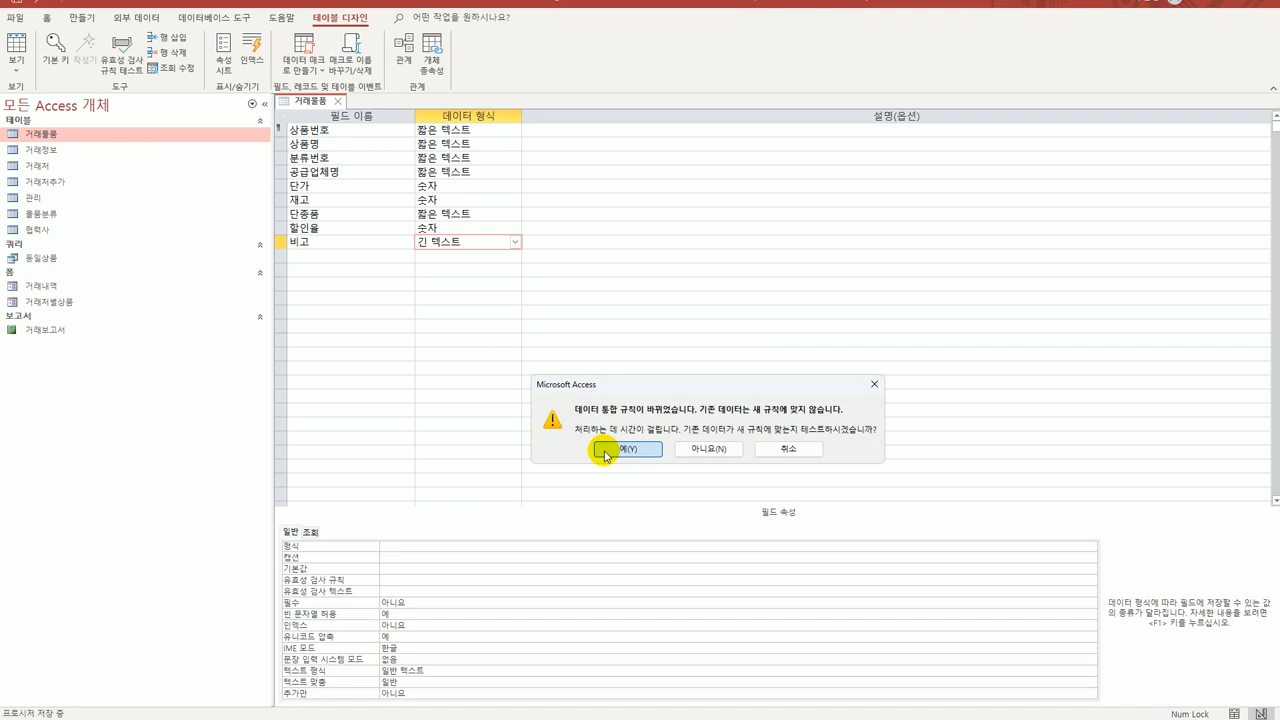 파일 홈 만들기 외부 데이터 데이터베이스 도구 도움말 테이블 디자인 어떤 작업을 원하시나요?
보기
기본 키
작성기
유효성 검사
규칙 테스트
행 삽입
행 삭제
조회 수정
속성
시트
인덱스
데이터 매크
로 만들기
매크로 이름
바꾸기/삭제
관계
개체
종속성
보기 도구 표시/숨기기 필드, 레코드 및 테이블 이벤트 관계
모든 Access 개체
테이블
거래물품
거래정보
거래처
거래처추가
관리
물품분류
협력사
쿼리
동일상품
폼
거래내역
거래처별상품
보고서
거래보고서
거래물품
필드 이름 데이터 형식 설명(옵션)
상품번호 짧은 텍스트
상품명 짧은 텍스트
분류번호 짧은 텍스트
공급업체명 짧은 텍스트
단가 숫자
재고 숫자
단종품 짧은 텍스트
할인율 숫자
비고 긴 텍스트
Microsoft Access
데이터 통합 규칙이 바뀌었습니다. 기존 데이터는 새 규칙에 맞지 않습니다.
처리하는 데 시간이 걸립니다. 기존 데이터가 새 규칙에 맞는지 테스트하시겠습니까?
예(Y) 아니요(N) 취소
필드 속성
일반 조회
형식
캡션
기본값
유효성 검사 규칙
유효성 검사 텍스트
필수 아니요
빈 문자열 허용 예
인덱스 아니요
유니코드 압축 예
IME 모드 한글
문장 입력 시스템 모드 없음
텍스트 형식 일반 텍스트
텍스트 맞춤 일반
추가만 아니요
데이터 형식에 따라 필드에 저장할 수 있는 값
의 종류가 달라집니다. 자세한 내용을 보려면
<F1> 키를 누르십시오.
프로시저 저장 중 Num Lock